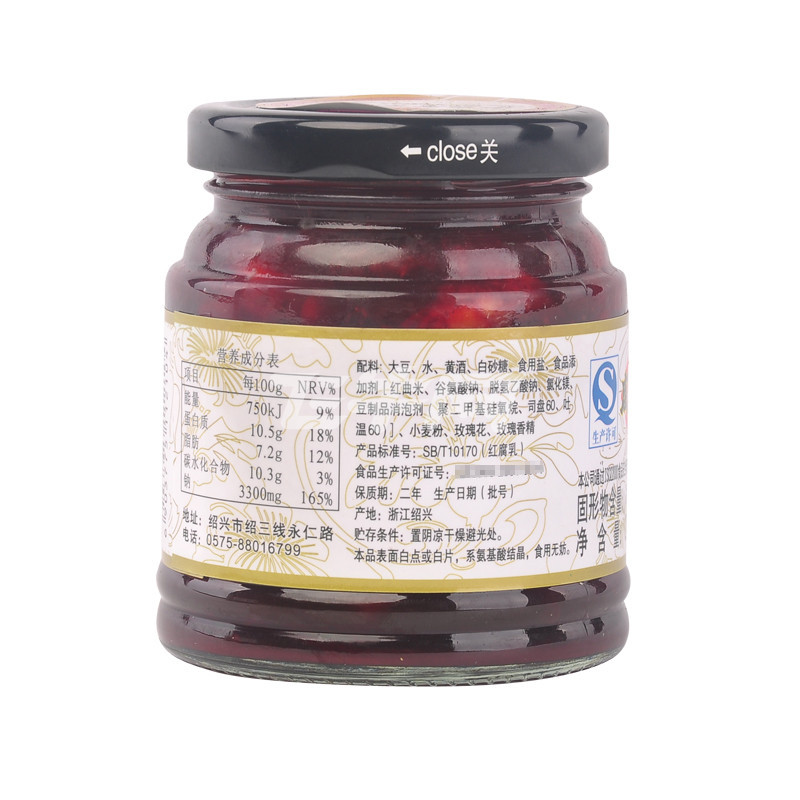 ←close关
营养成分表
项目 每100g NRV%
能量 750kJ 9%
蛋白质 10.5g 18%
脂肪 7.2g 12%
碳水化合物 10.3g 3%
钠 3300mg 165%
地址：绍兴市绍三线永仁路
电话：0575-88016799
配料：大豆、水、黄酒、白砂糖、食用盐、食品添
加剂［红曲米、谷氨酸钠、脱氢乙酸钠、氯化镁、
豆制品消泡剂（聚二甲基硅氧烷、司盘60、吐
温60)］、小麦粉、玫瑰花、玫瑰香精
产品标准号：SB/T10170（红腐乳）
食品生产许可证号：
保质期：二年 生产日期（批号）
产地：浙江绍兴
贮存条件：置阴凉干燥避光处。
本品表面白点或白片，系氨基酸结晶，食用无妨。
生产许可
本公司通过
固形物含量
净含量